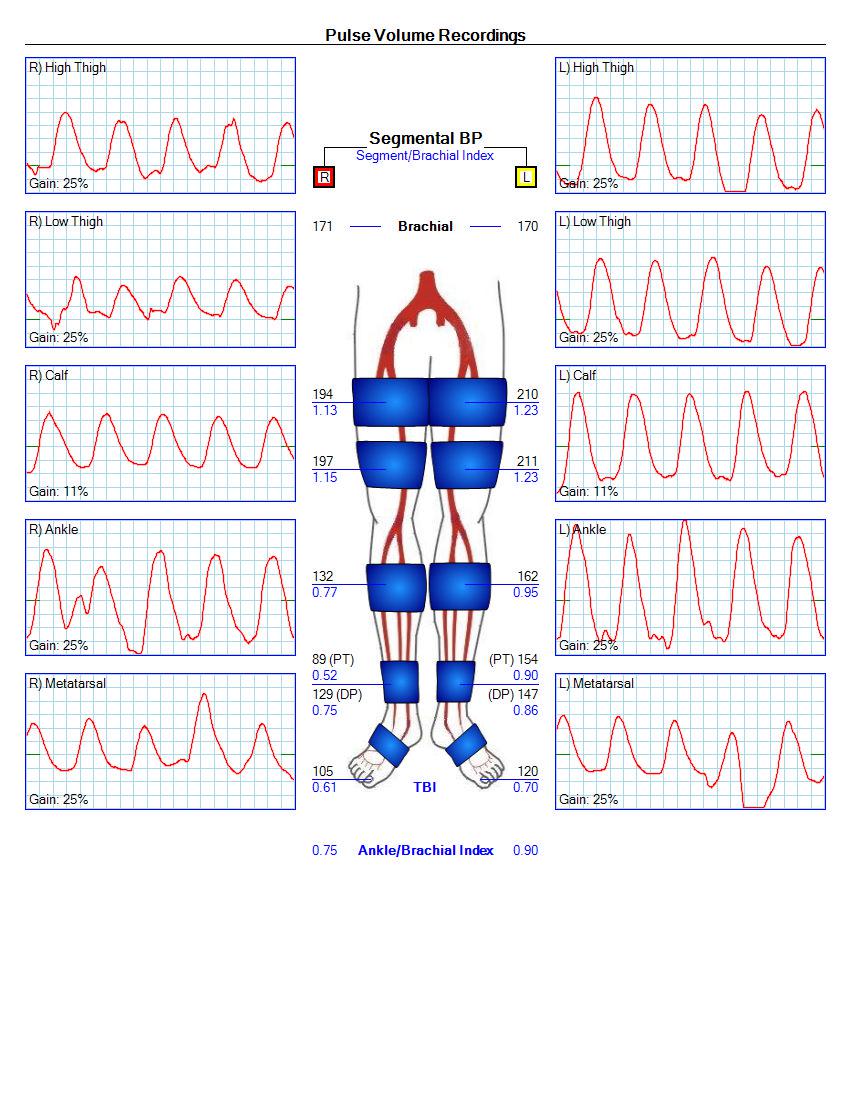 Pulse Volume Recordings
R) High Thigh
Gain: 25%
R) Low Thigh
Gain: 25%
R) Calf
Gain: 11%
R) Ankle
Gain: 25%
R) Metatarsal
Gain: 25%
Segmental BP
Segment/Brachial Index
R
L
171 Brachial 170
194 210
1.13 1.23
197 211
1.15 1.23
132 162
0.77 0.95
89 (PT) (PT) 154
0.52 0.90
129 (DP) (DP) 147
0.75 0.86
105 120
0.61 TBI 0.70
0.75 Ankle/Brachial Index 0.90
L) High Thigh
Gain: 25%
L) Low Thigh
Gain: 25%
L) Calf
Gain: 11%
L) Ankle
Gain: 25%
L) Metatarsal
Gain: 25%